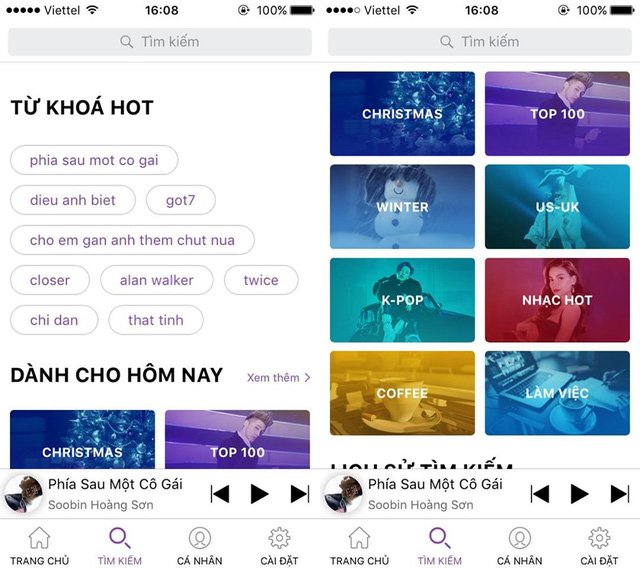 Viettel 16:08 100%
Tìm kiếm
TỪ KHOÁ HOT
phia sau mot co gai
dieu anh biet got7
cho em gan anh them chut nua
closer alan walker twice
chi dan that tinh
DÀNH CHO HÔM NAY Xem thêm >
CHRISTMAS TOP 100
Phía Sau Một Cô Gái
Soobin Hoàng Sơn
TRANG CHỦ TÌM KIẾM CÁ NHÂN CÀI ĐẶT
Viettel 16:08 100%
Tìm kiếm
CHRISTMAS TOP 100
WINTER US-UK
K-POP NHẠC HOT
COFFEE LÀM VIỆC
LỊCH SỬ TÌM KIẾM
Phía Sau Một Cô Gái
Soobin Hoàng Sơn
TRANG CHỦ TÌM KIẾM CÁ NHÂN CÀI ĐẶT